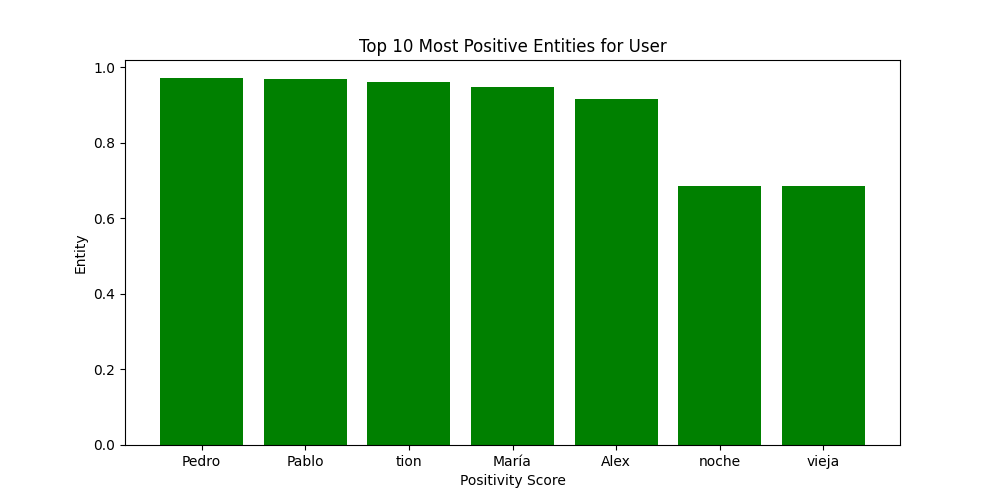 Top 10 Most Positive Entities for User
1.0
0.8
0.6
0.4
0.2
0.0
Entity
Pedro Pablo tion María Alex noche vieja
Positivity Score